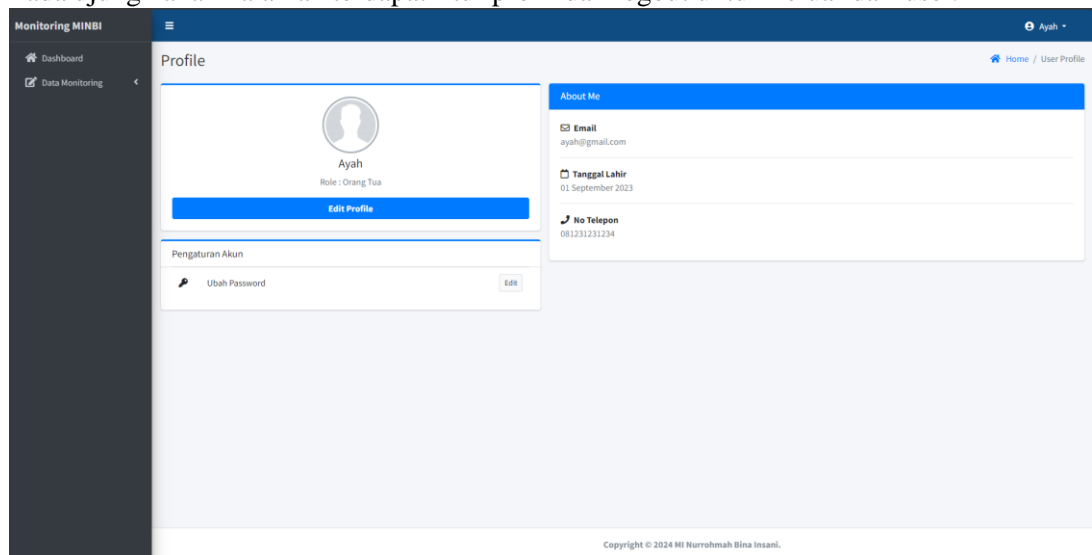 Monitoring MINBI
Ayah
Dashboard
Data Monitoring
Profile
Home / User Profile
Ayah
Role : Orang Tua
Edit Profile
Pengaturan Akun
Ubah Password
Edit
About Me
Email
ayah@gmail.com
Tanggal Lahir
01 September 2023
No Telepon
081231231234
Copyright © 2024 MI Nurrohmah Bina Insani.